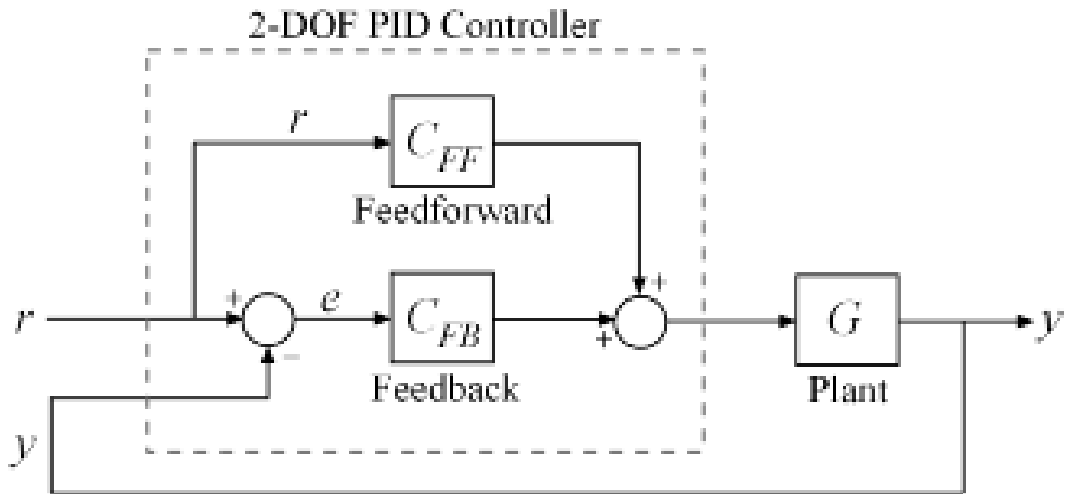 2-DOF PID Controller
r
C_FF
Feedforward
+
r
+
e
C_FB
+
G
y
−
Feedback
Plant
y